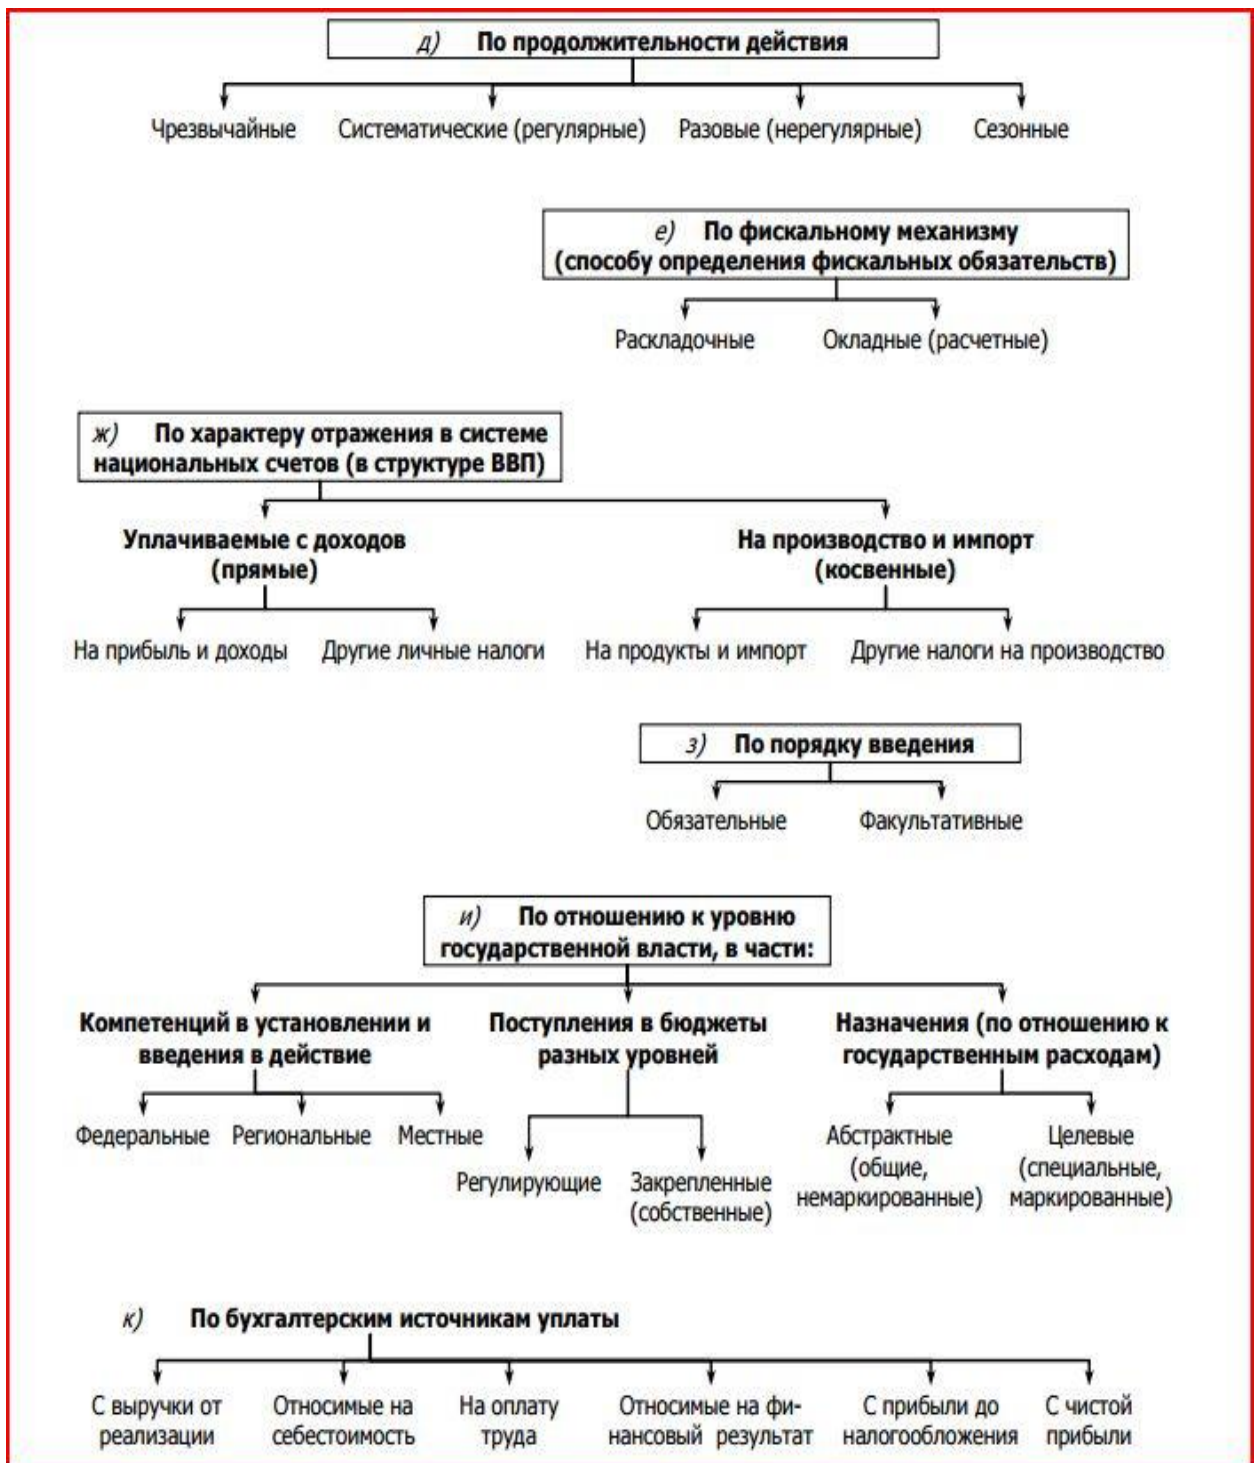 д) По продолжительности действия
Чрезвычайные Систематические (регулярные) Разовые (нерегулярные) Сезонные
е) По фискальному механизму
(способу определения фискальных обязательств)
Раскладочные Окладные (расчетные)
ж) По характеру отражения в системе
национальных счетов (в структуре ВВП)
Уплачиваемые с доходов
(прямые)
На производство и импорт
(косвенные)
На прибыль и доходы Другие личные налоги На продукты и импорт Другие налоги на производство
з) По порядку введения
Обязательные Факультативные
и) По отношению к уровню
государственной власти, в части:
Компетенций в установлении и
введения в действие
Поступления в бюджеты
разных уровней
Назначения (по отношению к
государственным расходам)
Федеральные Региональные Местные
Регулирующие
Закрепленные
(собственные)
Абстрактные
(общие,
немаркированные)
Целевые
(специальные,
маркированные)
к) По бухгалтерским источникам уплаты
С выручки от
реализации
Относимые на
себестоимость
На оплату
труда
Относимые на фи-
нансовый результат
С прибыли до
налогообложения
С чистой
прибыли